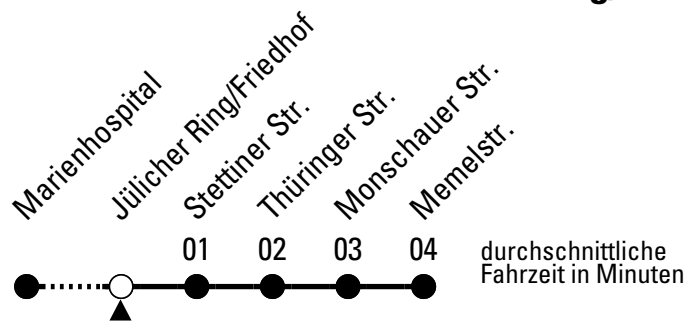 Marienhospital
Jülicher Ring/Friedhof
Stettiner Str.
Thüringer Str.
Monschauer Str.
Memelstr.
01 02 03 04
durchschnittliche
Fahrzeit in Minuten